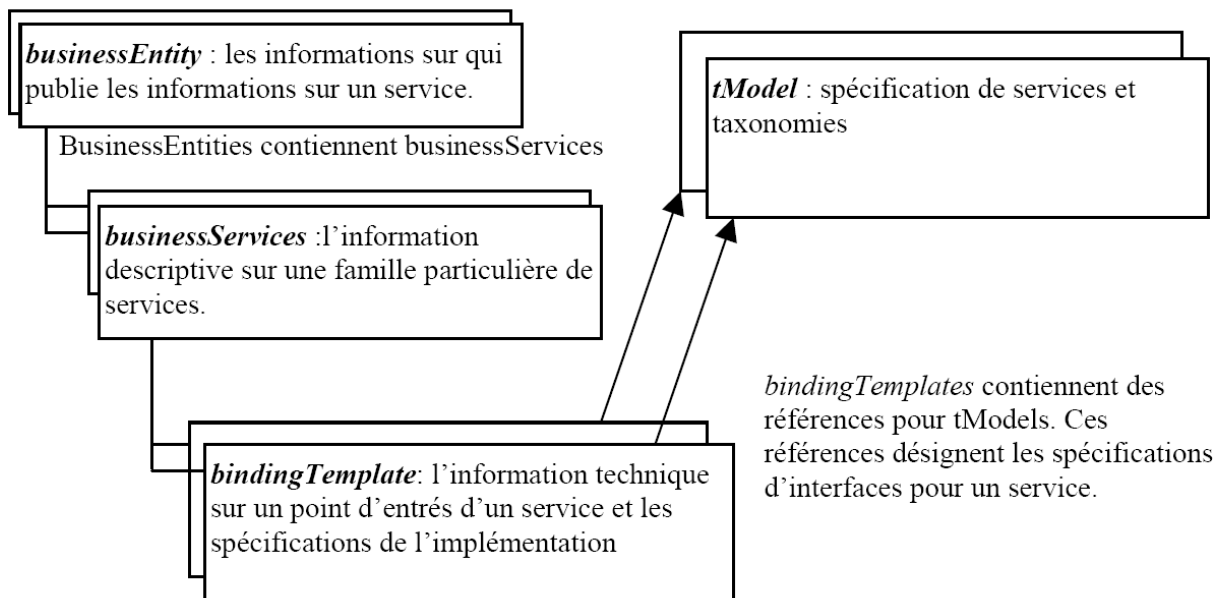 businessEntity : les informations sur qui
publie les informations sur un service.
BusinessEntities contiennent businessServices
businessServices :l’information
descriptive sur une famille particulière de
services.
bindingTemplate: l’information technique
sur un point d’entrés d’un service et les
spécifications de l’implémentation
tModel : spécification de services et
taxonomies
bindingTemplates contiennent des
références pour tModels. Ces
références désignent les spécifications
d’interfaces pour un service.